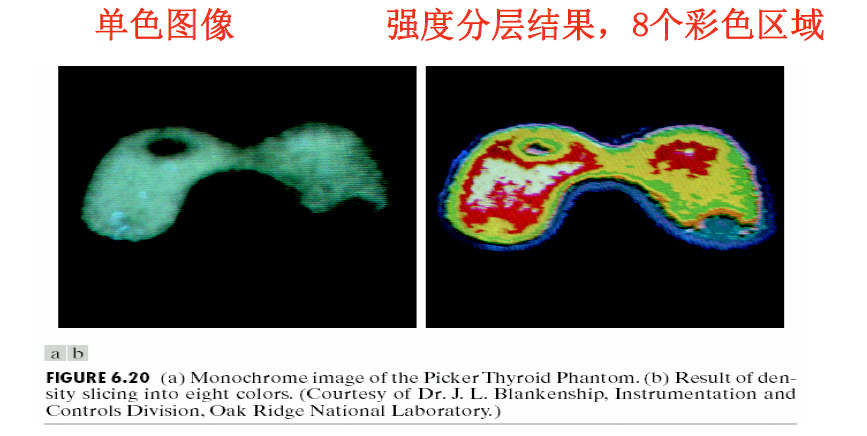 单色图像
强度分层结果，8个彩色区域
a b
FIGURE 6.20 (a) Monochrome image of the Picker Thyroid Phantom. (b) Result of den-
sity slicing into eight colors. (Courtesy of Dr. J. L. Blankenship, Instrumentation and
Controls Division, Oak Ridge National Laboratory.)